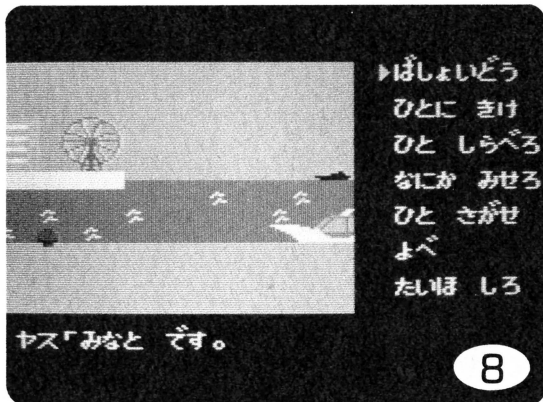 ▶ばしょいどう
ひとに きけ
ひと しらべろ
なにか みせろ
ひと さがせ
よべ
たいほ しろ
ヤス「みなと です。
8